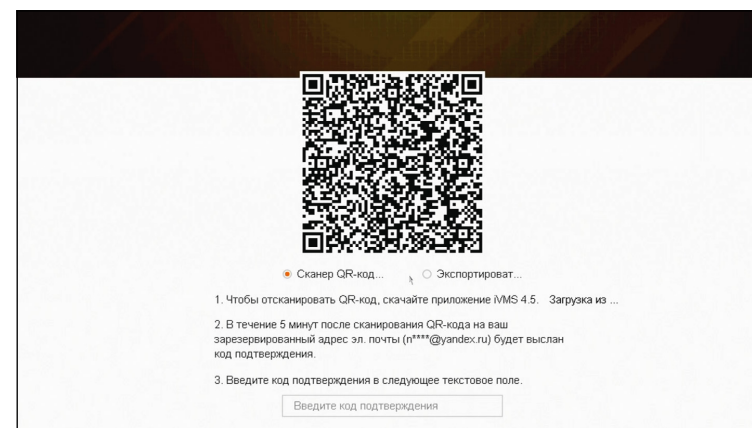 Сканер QR-код...
Экспортироват...
1. Чтобы отсканировать QR-код, скачайте приложение iVMS 4.5. Загрузка из ...
2. В течение 5 минут после сканирования QR-кода на ваш
зарезервированный адрес эл. почты (n****@yandex.ru) будет выслан
код подтверждения.
3. Введите код подтверждения в следующее текстовое поле.
Введите код подтверждения